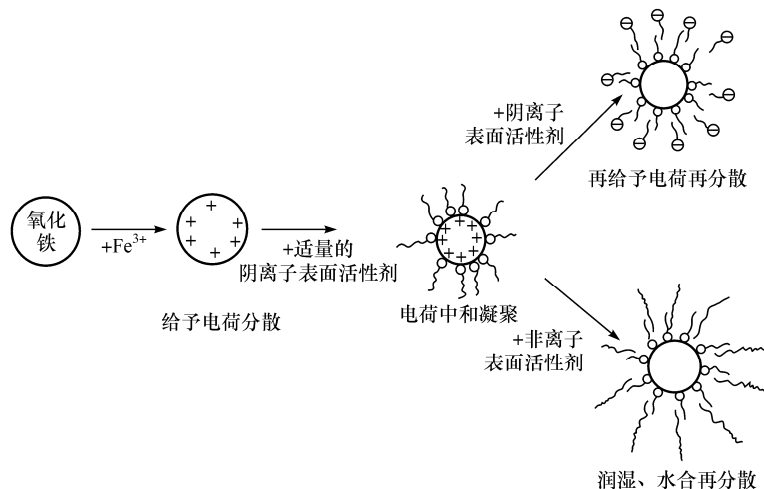 氧化
铁
+Fe³⁺
给予电荷分散
+适量的
阴离子表面活性剂
电荷中和凝聚
+阴离子
表面活性剂
再给予电荷再分散
+非离子
表面活性剂
润湿、水合再分散